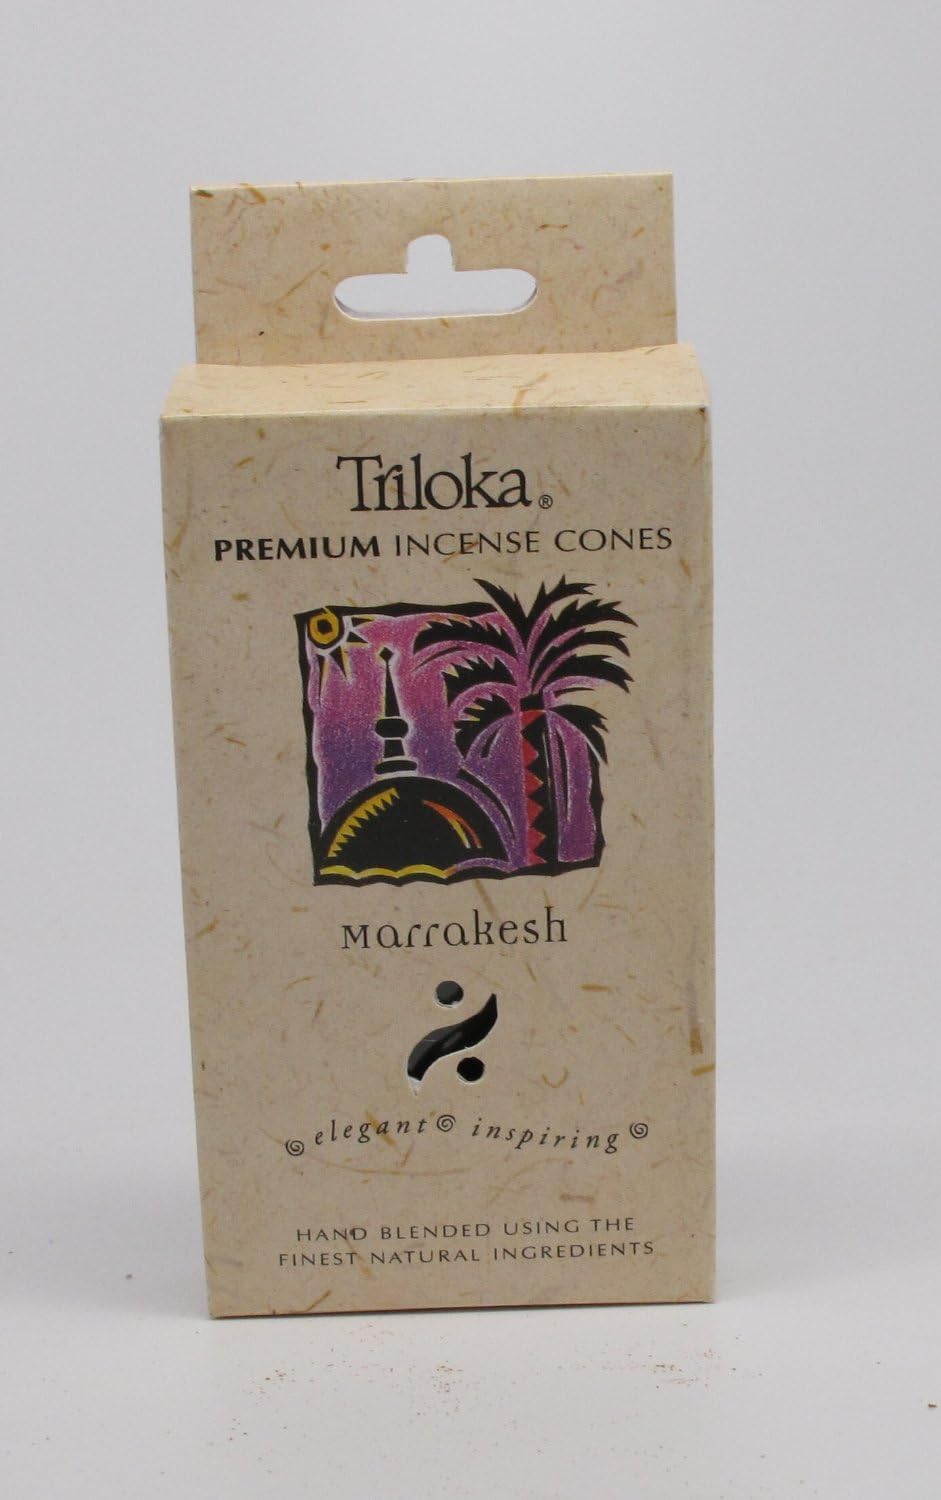 Triloka®
PREMIUM INCENSE CONES
Marrakesh
elegant inspiring
HAND BLENDED USING THE
FINEST NATURAL INGREDIENTS